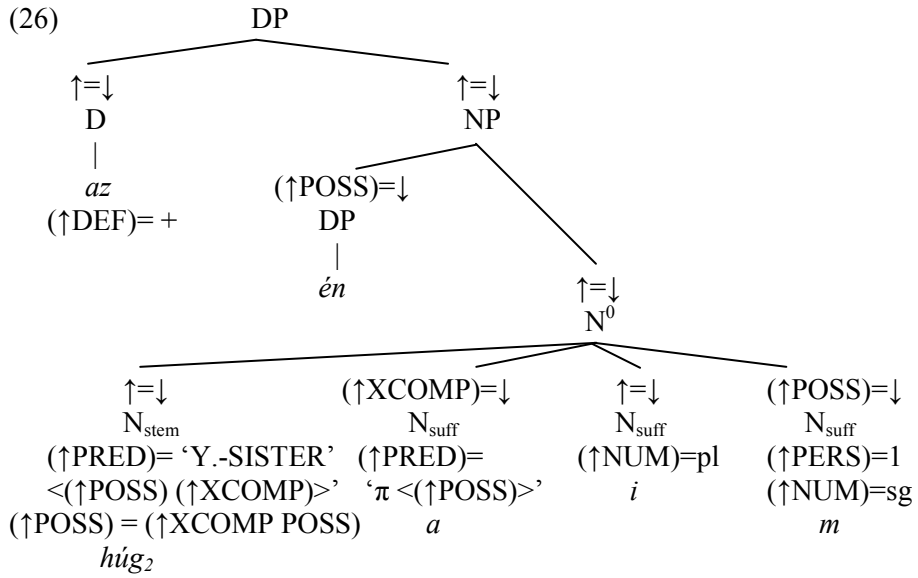 (26) DP
↑=↓ ↑=↓
D NP
az (↑POSS)=↓
(↑DEF)= + DP
én
↑=↓
N⁰
↑=↓ (↑XCOMP)=↓ ↑=↓ (↑POSS)=↓
Nstem Nsuff Nsuff Nsuff
(↑PRED)= ‘Y.-SISTER’ (↑PRED)= (↑NUM)=pl (↑PERS)=1
<(↑POSS) (↑XCOMP)>’ ‘π <(↑POSS)>’ i (↑NUM)=sg
(↑POSS) = (↑XCOMP POSS) a m
húg₂